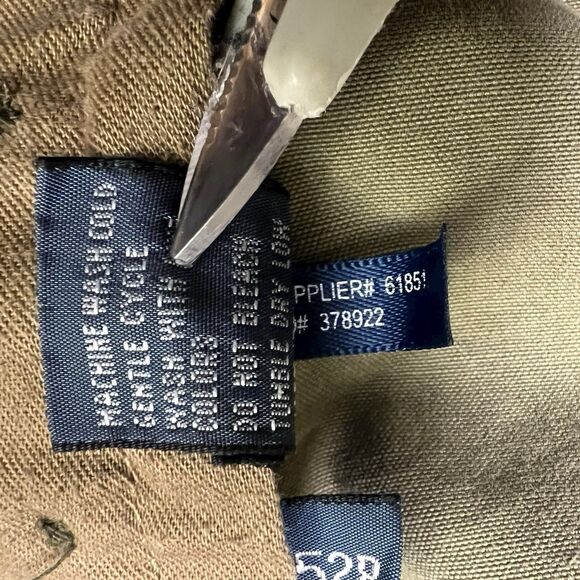 MACHINE WASH COLD
GENTLE CYCLE
WASH WITH
COLORS
DO NOT BLEACH
TUMBLE DRY LOW
PPLIER# 61851
# 378922
528